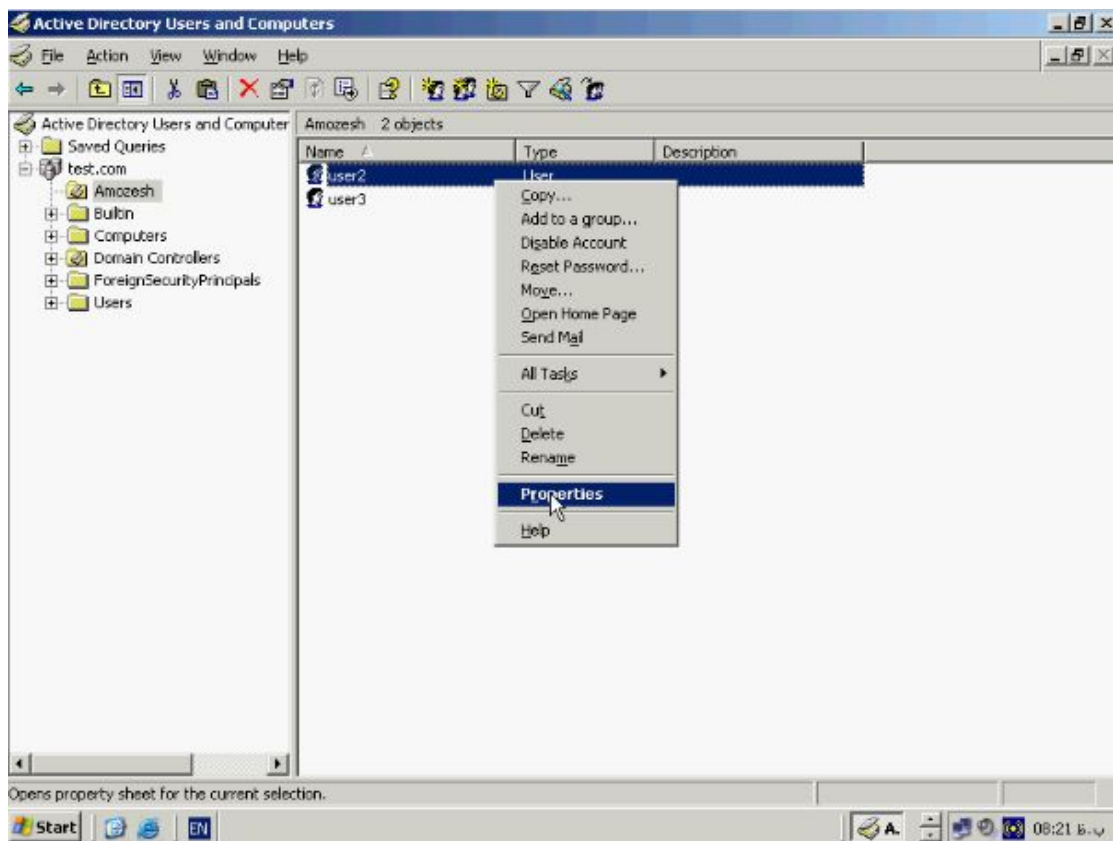 Active Directory Users and Computers
File Action View Window Help
Active Directory Users and Computer
Saved Queries
test.com
Amozesh
Builtin
Computers
Domain Controllers
ForeignSecurityPrincipals
Users
Amozesh 2 objects
Name Type Description
user2 User
user3
Copy...
Add to a group...
Disable Account
Reset Password...
Move...
Open Home Page
Send Mail
All Tasks
Cut
Delete
Rename
Properties
Help
Opens property sheet for the current selection.
Start EN A. 08:21 ب.ظ